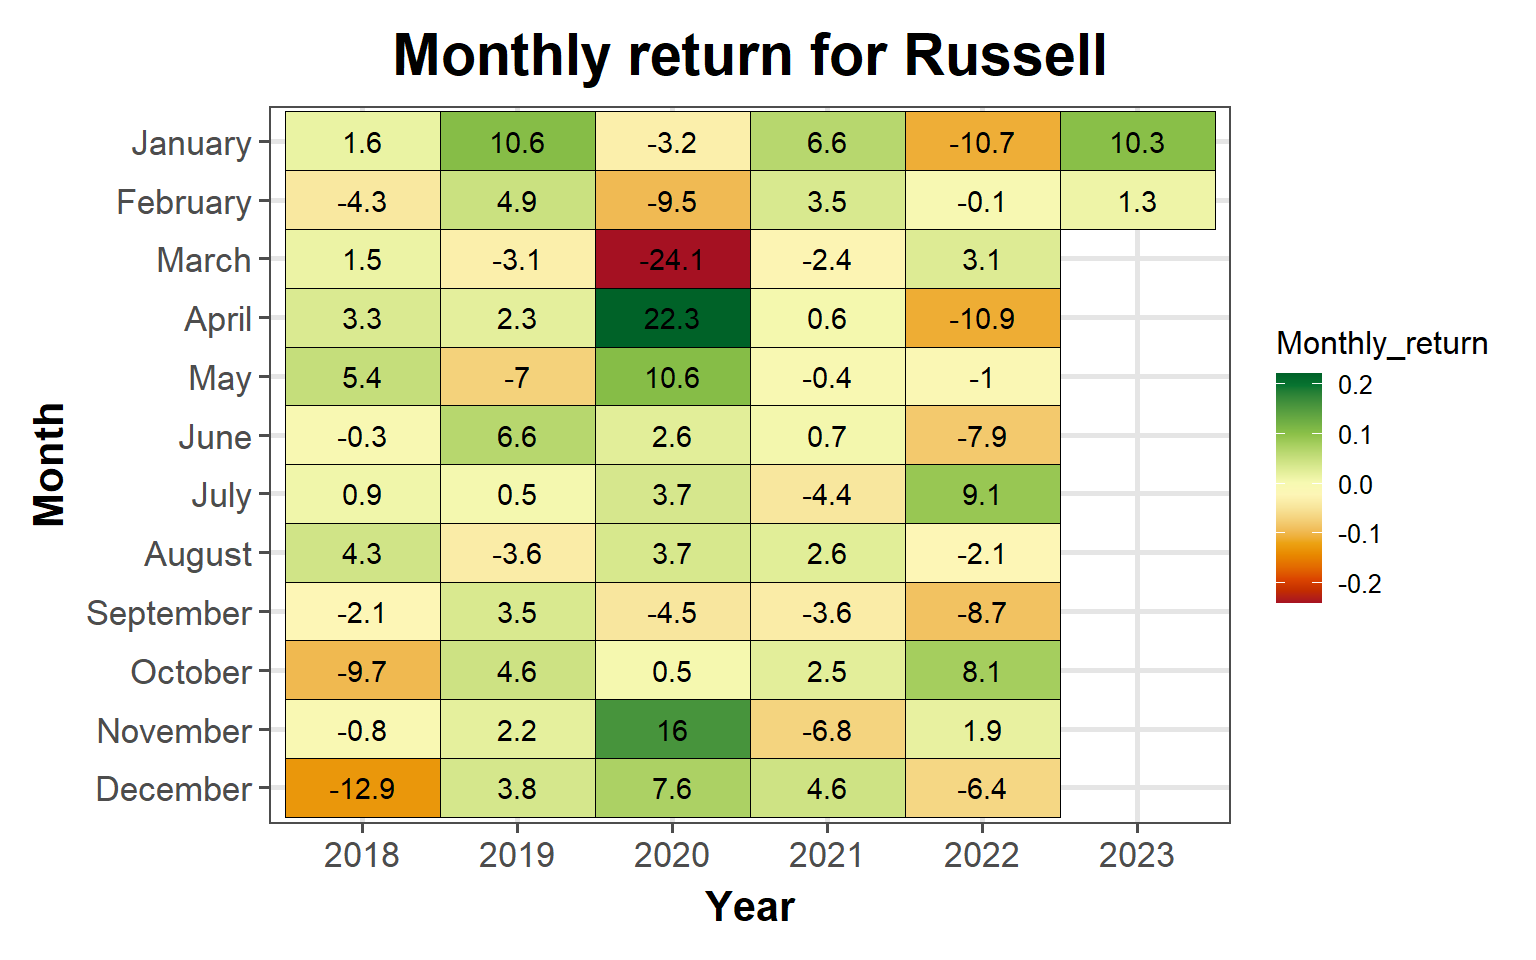 Monthly return for Russell
January 1.6 10.6 -3.2 6.6 -10.7 10.3
February -4.3 4.9 -9.5 3.5 -0.1 1.3
March 1.5 -3.1 -24.1 -2.4 3.1
April 3.3 2.3 22.3 0.6 -10.9
May 5.4 -7 10.6 -0.4 -1
June -0.3 6.6 2.6 0.7 -7.9
July 0.9 0.5 3.7 -4.4 9.1
August 4.3 -3.6 3.7 2.6 -2.1
September -2.1 3.5 -4.5 -3.6 -8.7
October -9.7 4.6 0.5 2.5 8.1
November -0.8 2.2 16 -6.8 1.9
December -12.9 3.8 7.6 4.6 -6.4
2018 2019 2020 2021 2022 2023
Year
Month
Monthly_return
0.2
0.1
0.0
-0.1
-0.2